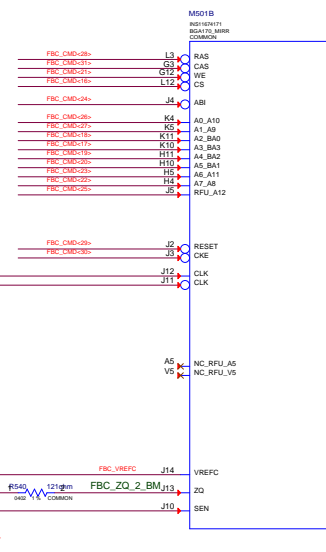 M501B
INS11674171
BGA170_MIRR
COMMON
FBC_CMD<28> L3 RAS
FBC_CMD<31> G3 CAS
FBC_CMD<21> G12 WE
FBC_CMD<16> L12 CS
FBC_CMD<24> J4 ABI
FBC_CMD<26> K4 A0_A10
FBC_CMD<27> K5 A1_A9
FBC_CMD<18> K11 A2_BA0
FBC_CMD<17> K10 A3_BA3
FBC_CMD<19> H11 A4_BA2
FBC_CMD<20> H10 A5_BA1
FBC_CMD<23> H5 A6_A11
FBC_CMD<22> H4 A7_A8
FBC_CMD<25> J5 RFU_A12
FBC_CMD<29> J2 RESET
FBC_CMD<30> J3 CKE
J12 CLK
J11 CLK
A5 NC_RFU_A5
V5 NC_RFU_V5
FBC_VREFC J14 VREFC
R540 121ohm FBC_ZQ_2_BM J13 ZQ
1 2
0402 1% COMMON
J10 SEN